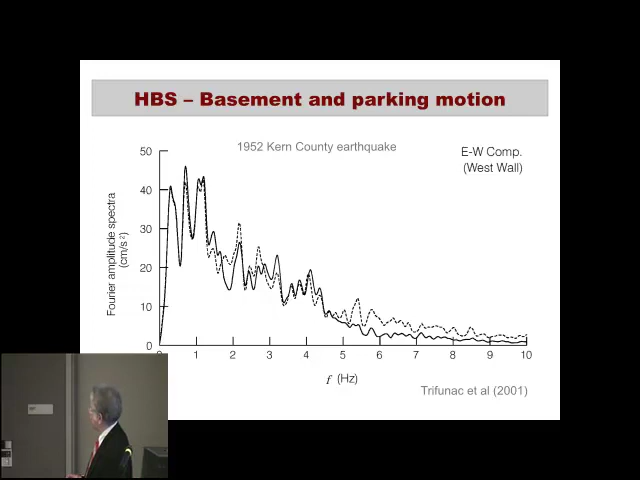 HBS – Basement and parking motion
1952 Kern County earthquake
E-W Comp.
(West Wall)
Fourier amplitude spectra
(cm/s²)
50
40
30
20
10
0
1 2 3 4 5 6 7 8 9 10
f (Hz)
Trifunac et al (2001)